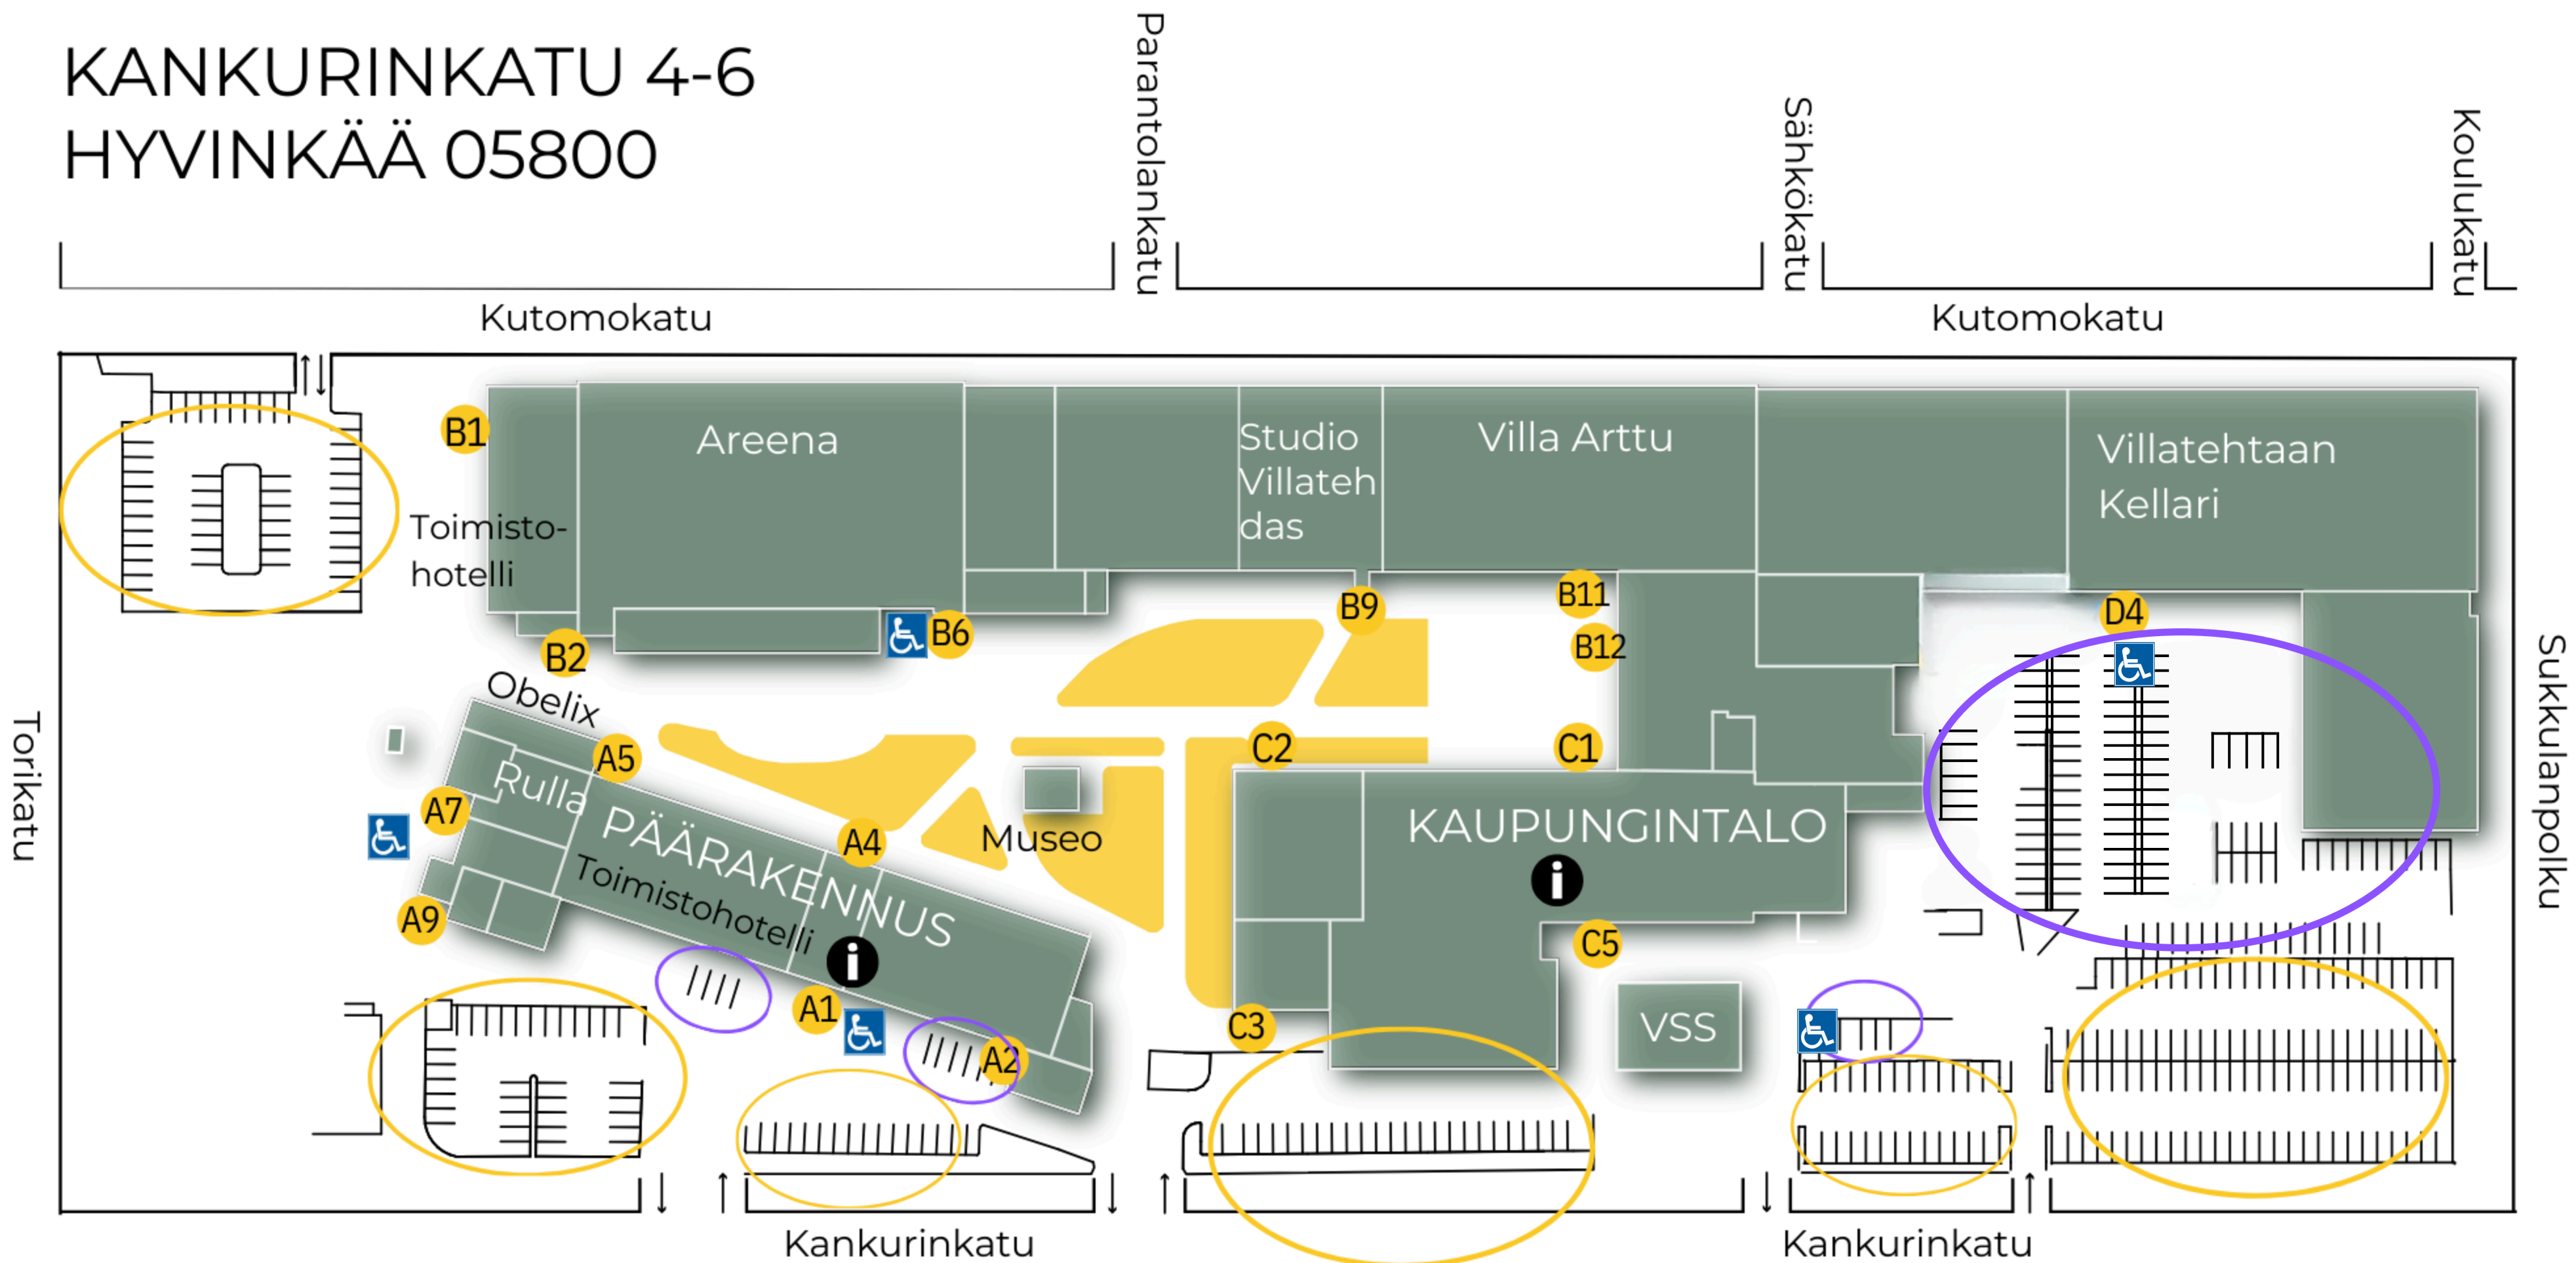 KANKURINKATU 4-6
HYVINKÄÄ 05800
Parantolankatu
Sähkökatu
Koulukatu
Kutomokatu
Kutomokatu
B1
Areena
Studio
Villateh
das
Villa Arttu
Villatehtaan
Kellari
Toimisto-
hotelli
B2
B6
B9
B11
B12
D4
Obelix
A5
Rulla
A7
A9
PÄÄRAKENNUS
Toimistohotelli
A4
i
A1
A2
Museo
C2
C1
KAUPUNGINTALO
i
C5
C3
VSS
Torikatu
Sukkulanpolku
Kankurinkatu
Kankurinkatu